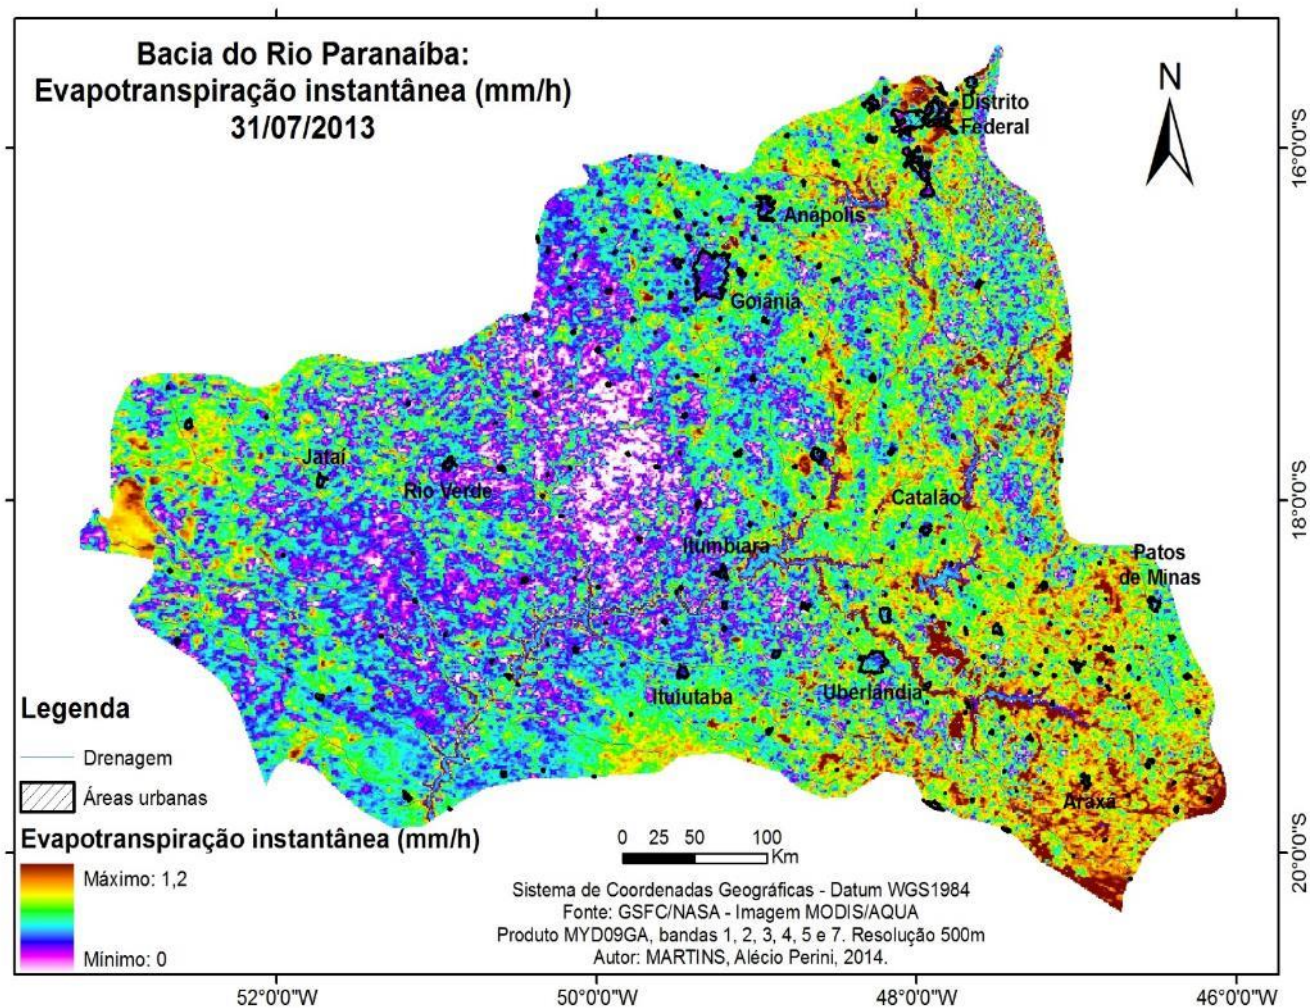 Bacia do Rio Paranaíba:
Evapotranspiração instantânea (mm/h)
31/07/2013
N
Distrito
Federal
16°0'0"S
Anápolis
Goiânia
Jataí
Rio Verde
Catalão
18°0'0"S
Itumbiara
Patos
de Minas
Ituiutaba
Uberlândia
Legenda
Drenagem
Áreas urbanas
Araxá
Evapotranspiração instantânea (mm/h)
Máximo: 1,2
Mínimo: 0
0 25 50 100
Km
20°0'0"S
Sistema de Coordenadas Geográficas - Datum WGS1984
Fonte: GSFC/NASA - Imagem MODIS/AQUA
Produto MYD09GA, bandas 1, 2, 3, 4, 5 e 7. Resolução 500m
Autor: MARTINS, Alécio Perini, 2014.
52°0'0"W 50°0'0"W 48°0'0"W 46°0'0"W